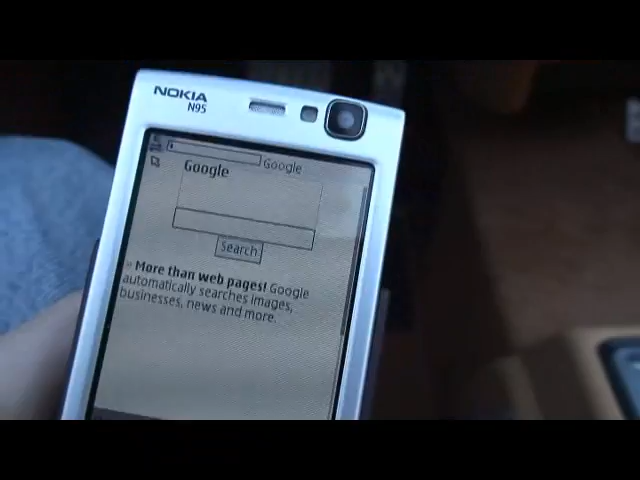 NOKIA
N95
Google
Google
Search
» More than web pages! Google
automatically searches images,
businesses, news and more.